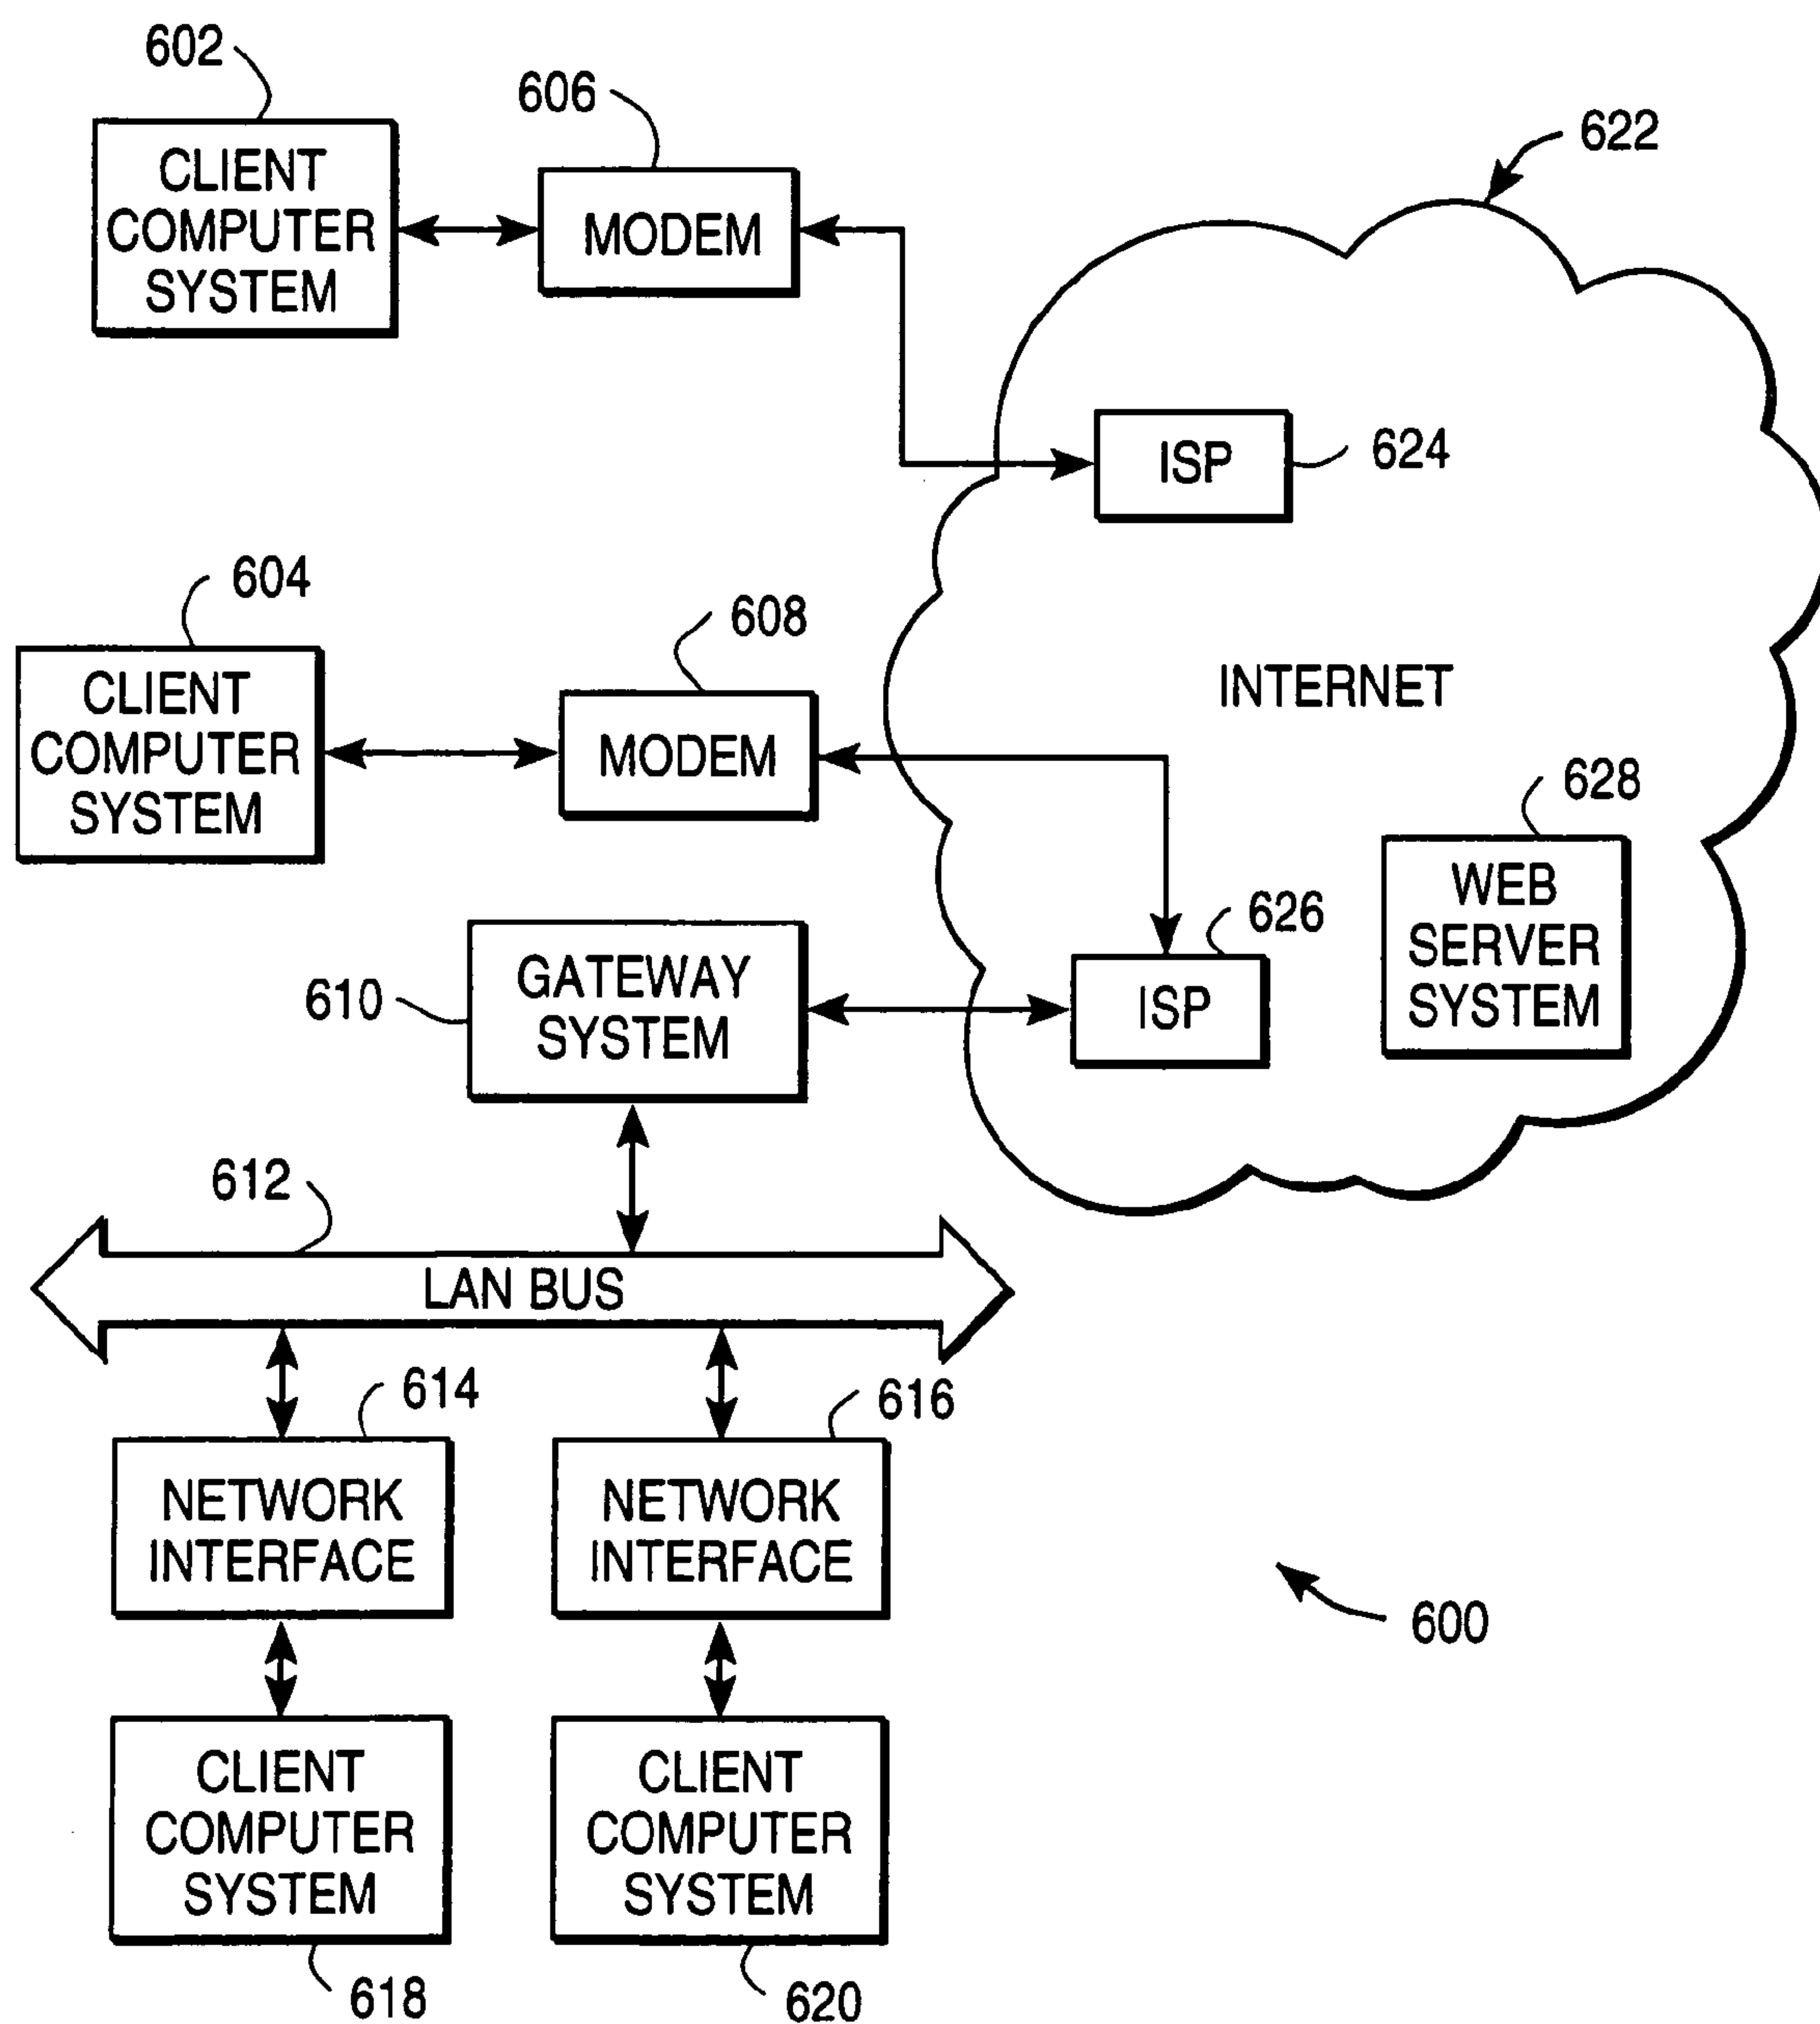 602
606
622
CLIENT
COMPUTER
SYSTEM
MODEM
ISP
624
604
608
CLIENT
COMPUTER
SYSTEM
MODEM
INTERNET
628
WEB
SERVER
SYSTEM
626
ISP
610
GATEWAY
SYSTEM
612
LAN BUS
614
616
NETWORK
INTERFACE
NETWORK
INTERFACE
600
CLIENT
COMPUTER
SYSTEM
CLIENT
COMPUTER
SYSTEM
618
620